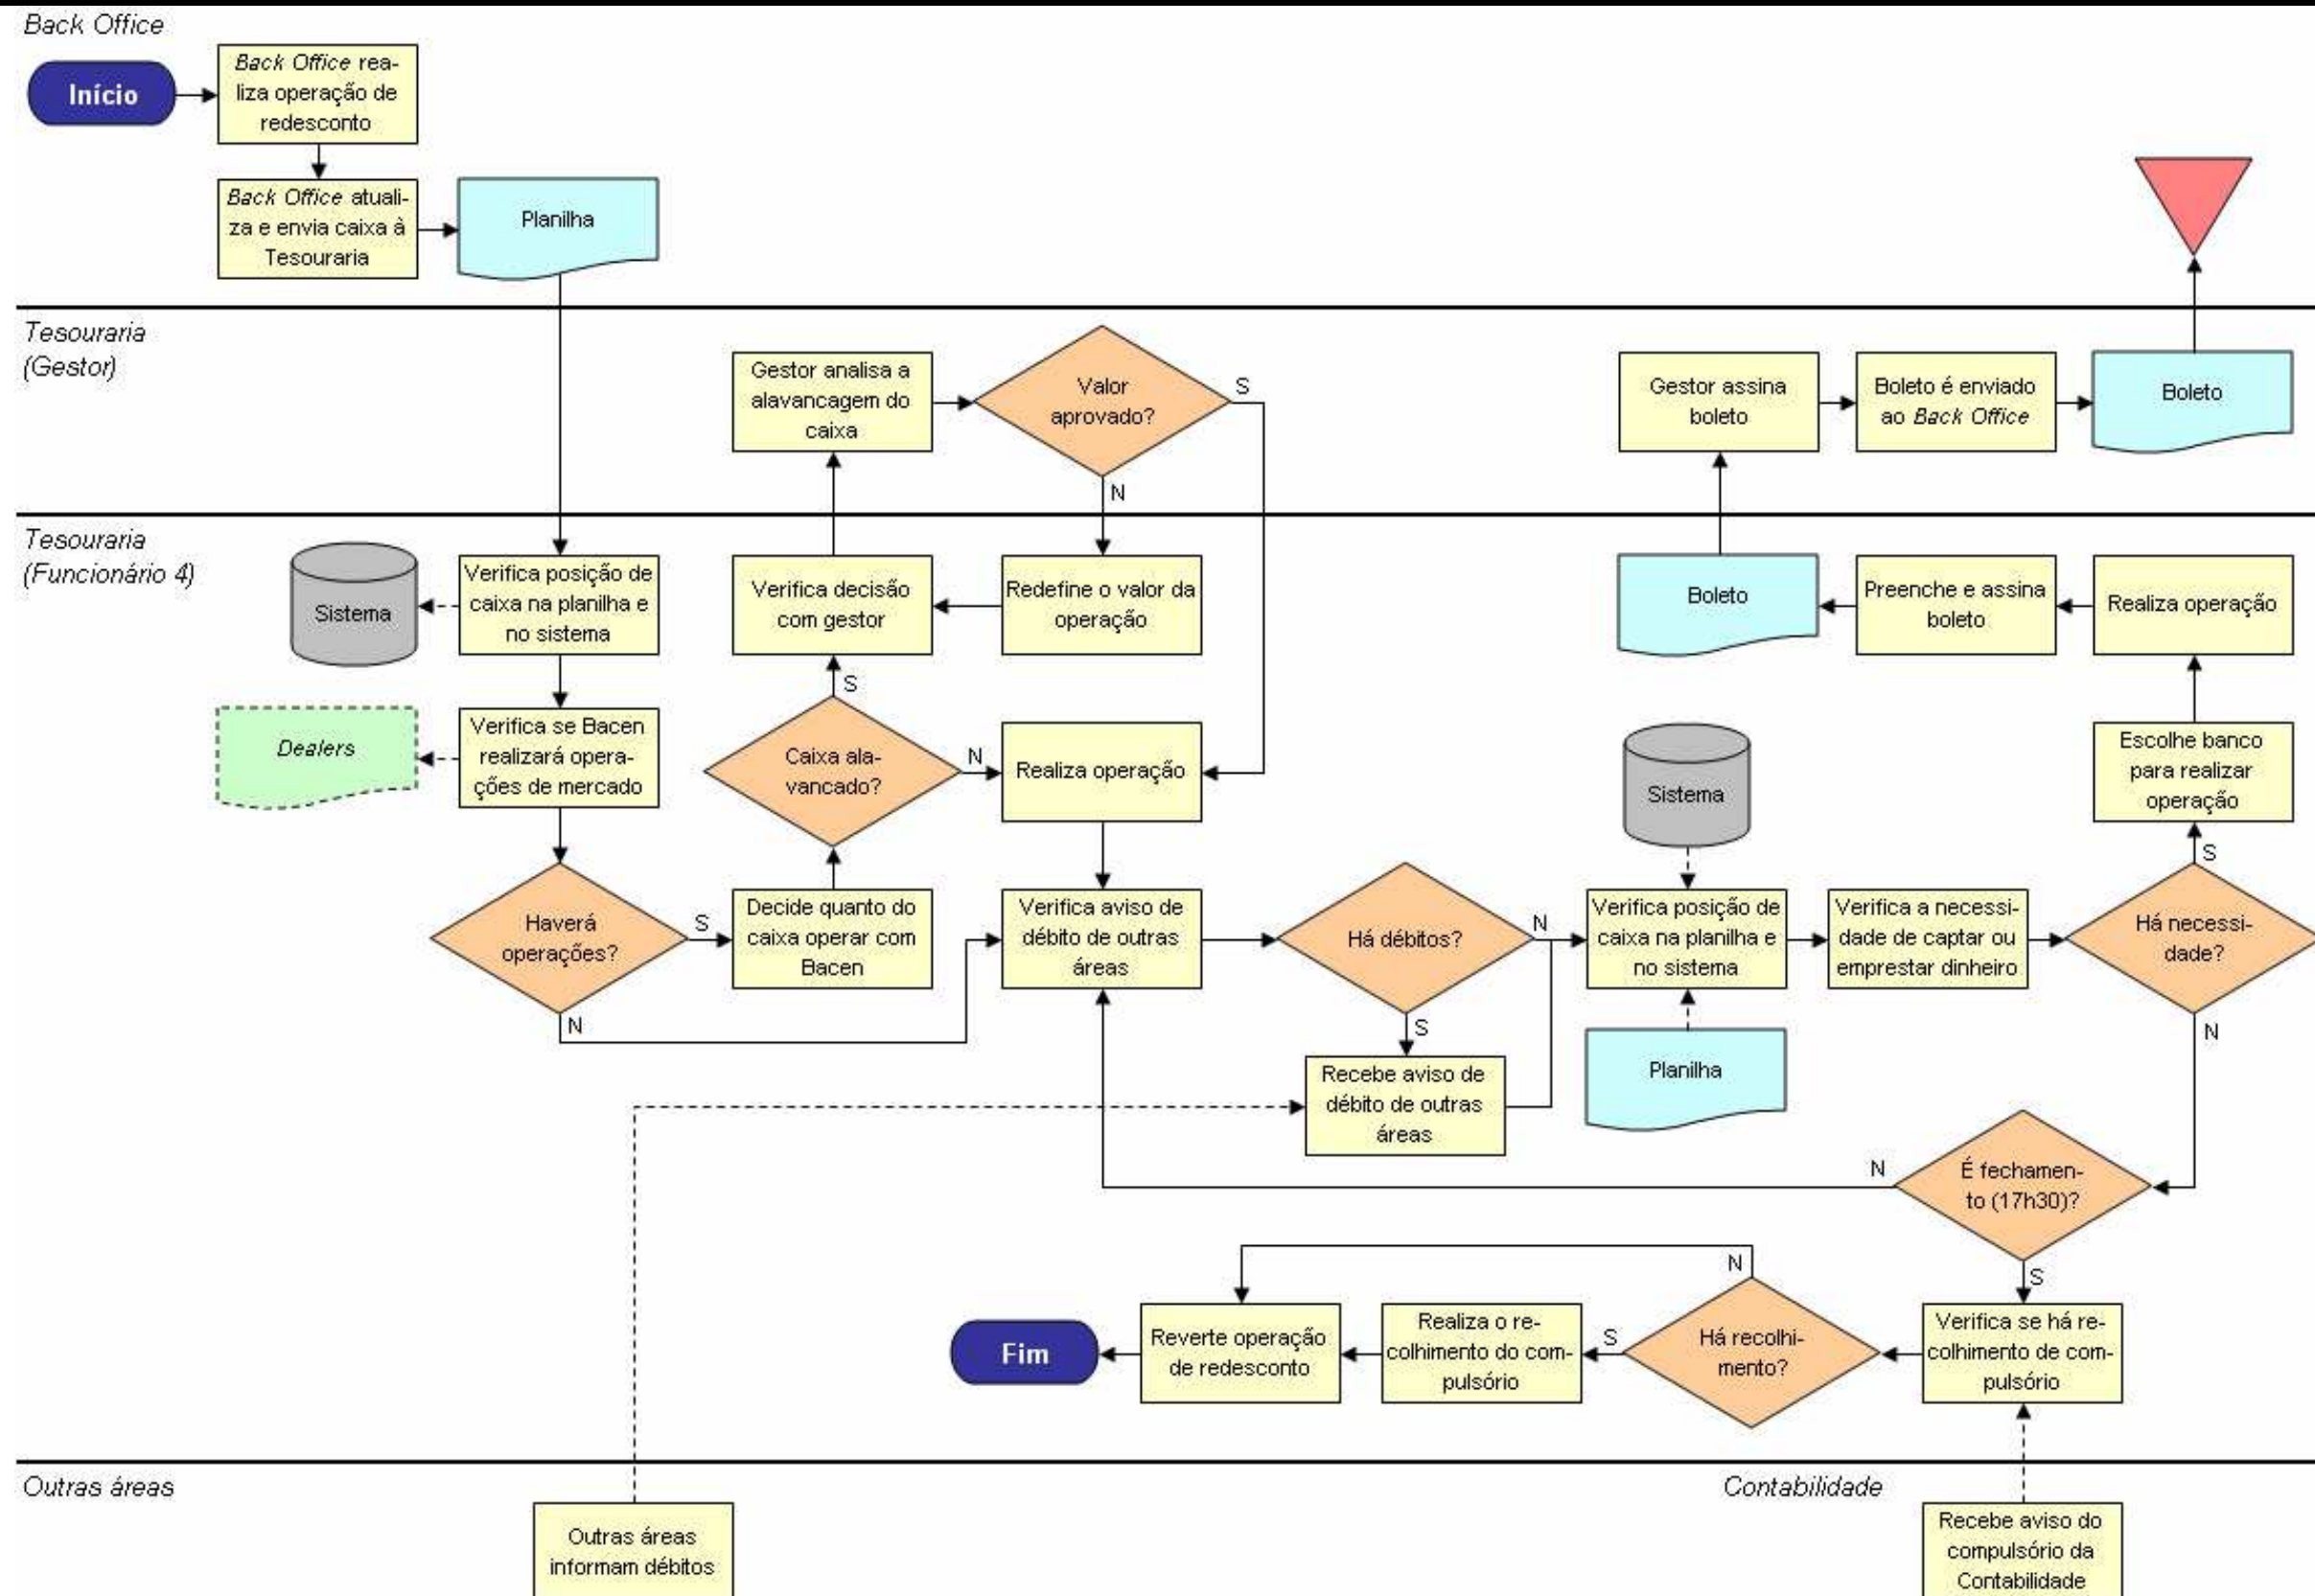 Back Office
Início
Back Office rea-
liza operação de
redesconto
Back Office atuali-
za e envia caixa à
Tesouraria
Planilha
Tesouraria
(Gestor)
Gestor analisa a
alavancagem do
caixa
Valor
aprovado?
S
N
Gestor assina
boleto
Boleto é enviado
ao Back Office
Boleto
Tesouraria
(Funcionário 4)
Sistema
Verifica posição de
caixa na planilha e
no sistema
Verifica decisão
com gestor
Redefine o valor da
operação
Boleto
Preenche e assina
boleto
Realiza operação
S
Dealers
Verifica se Bacen
realizará opera-
ções de mercado
Caixa ala-
vancado?
N
Realiza operação
Sistema
Escolhe banco
para realizar
operação
S
Haverá
operações?
S
N
Decide quanto do
caixa operar com
Bacen
Verifica aviso de
débito de outras
áreas
Há débitos?
N
S
Verifica posição de
caixa na planilha e
no sistema
Verifica a necessi-
dade de captar ou
emprestar dinheiro
Há necessi-
dade?
N
Recebe aviso de
débito de outras
áreas
Planilha
N
É fechamen-
to (17h30)?
S
N
Fim
Reverte operação
de redesconto
Realiza o re-
colhimento do com-
pulsório
S
Há recolhi-
mento?
Verifica se há re-
colhimento de com-
pulsório
Outras áreas
Contabilidade
Outras áreas
informam débitos
Recebe aviso do
compulsório da
Contabilidade